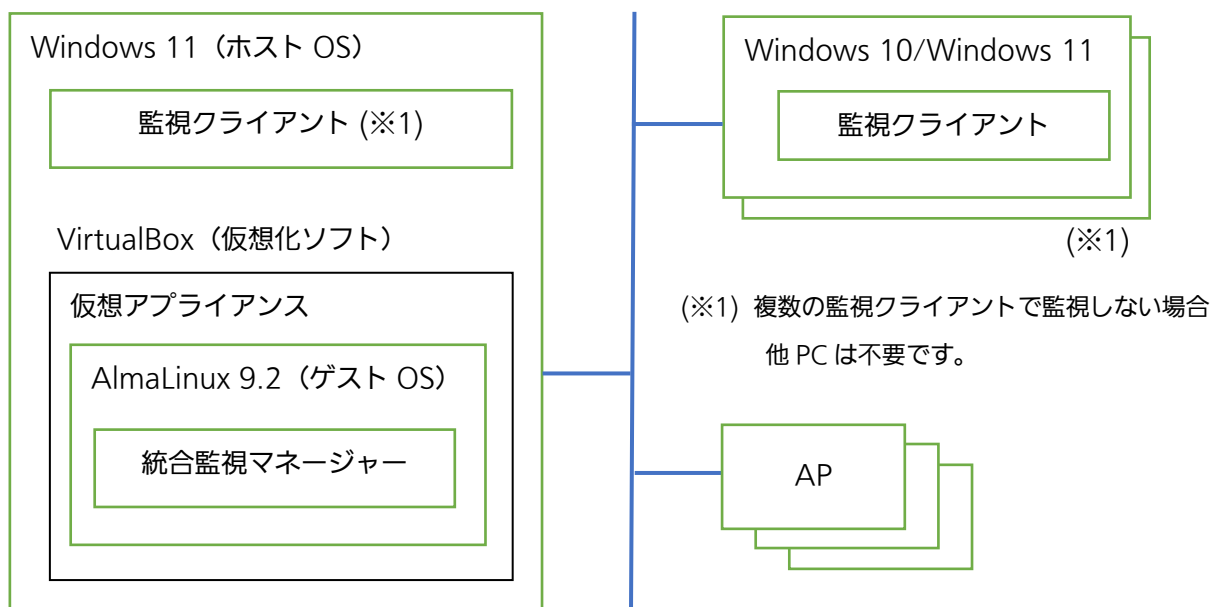 Windows 11（ホスト OS）
監視クライアント (※1)
VirtualBox（仮想化ソフト）
仮想アプライアンス
AlmaLinux 9.2（ゲスト OS）
統合監視マネージャー
Windows 10/Windows 11
監視クライアント
(※1)
(※1) 複数の監視クライアントで監視しない場合
他 PC は不要です。
AP